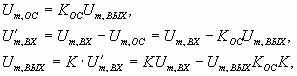 U_{m,OC} = K_{OC}U_{m,ВЫХ},
U'_{m,ВХ} = U_{m,ВХ} − U_{m,OC} = U_{m,ВХ} − K_{OC}U_{m,ВЫХ},
U_{m,ВЫХ} = K · U'_{m,ВХ} = KU_{m,ВХ} − U_{m,ВЫХ}K_{OC}K,